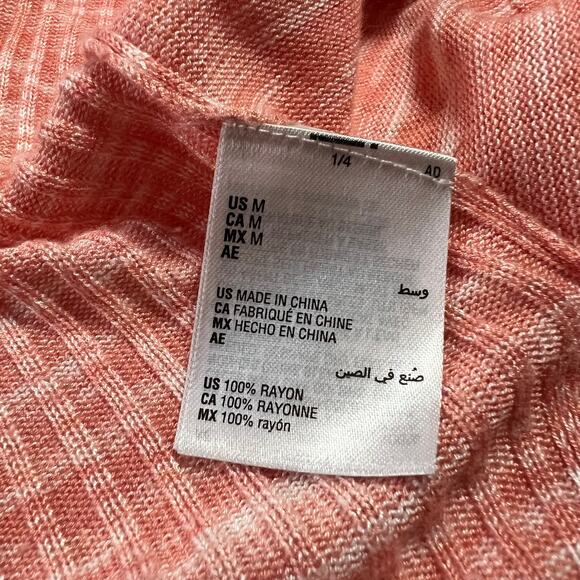 1/4 AD
US M
CA M
MX M
AE
وسط
US MADE IN CHINA
CA FABRIQUÉ EN CHINE
MX HECHO EN CHINA
AE
صُنع في الصين
US 100% RAYON
CA 100% RAYONNE
MX 100% rayón